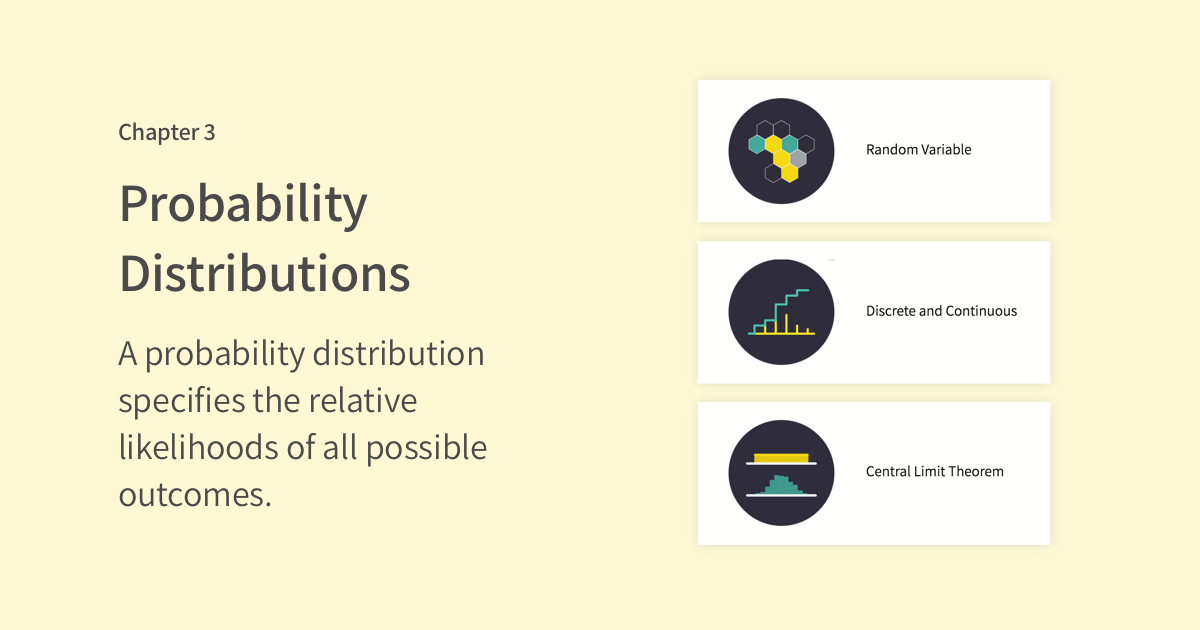 Chapter 3
Probability
Distributions
A probability distribution
specifies the relative
likelihoods of all possible
outcomes.
Random Variable
Discrete and Continuous
Central Limit Theorem